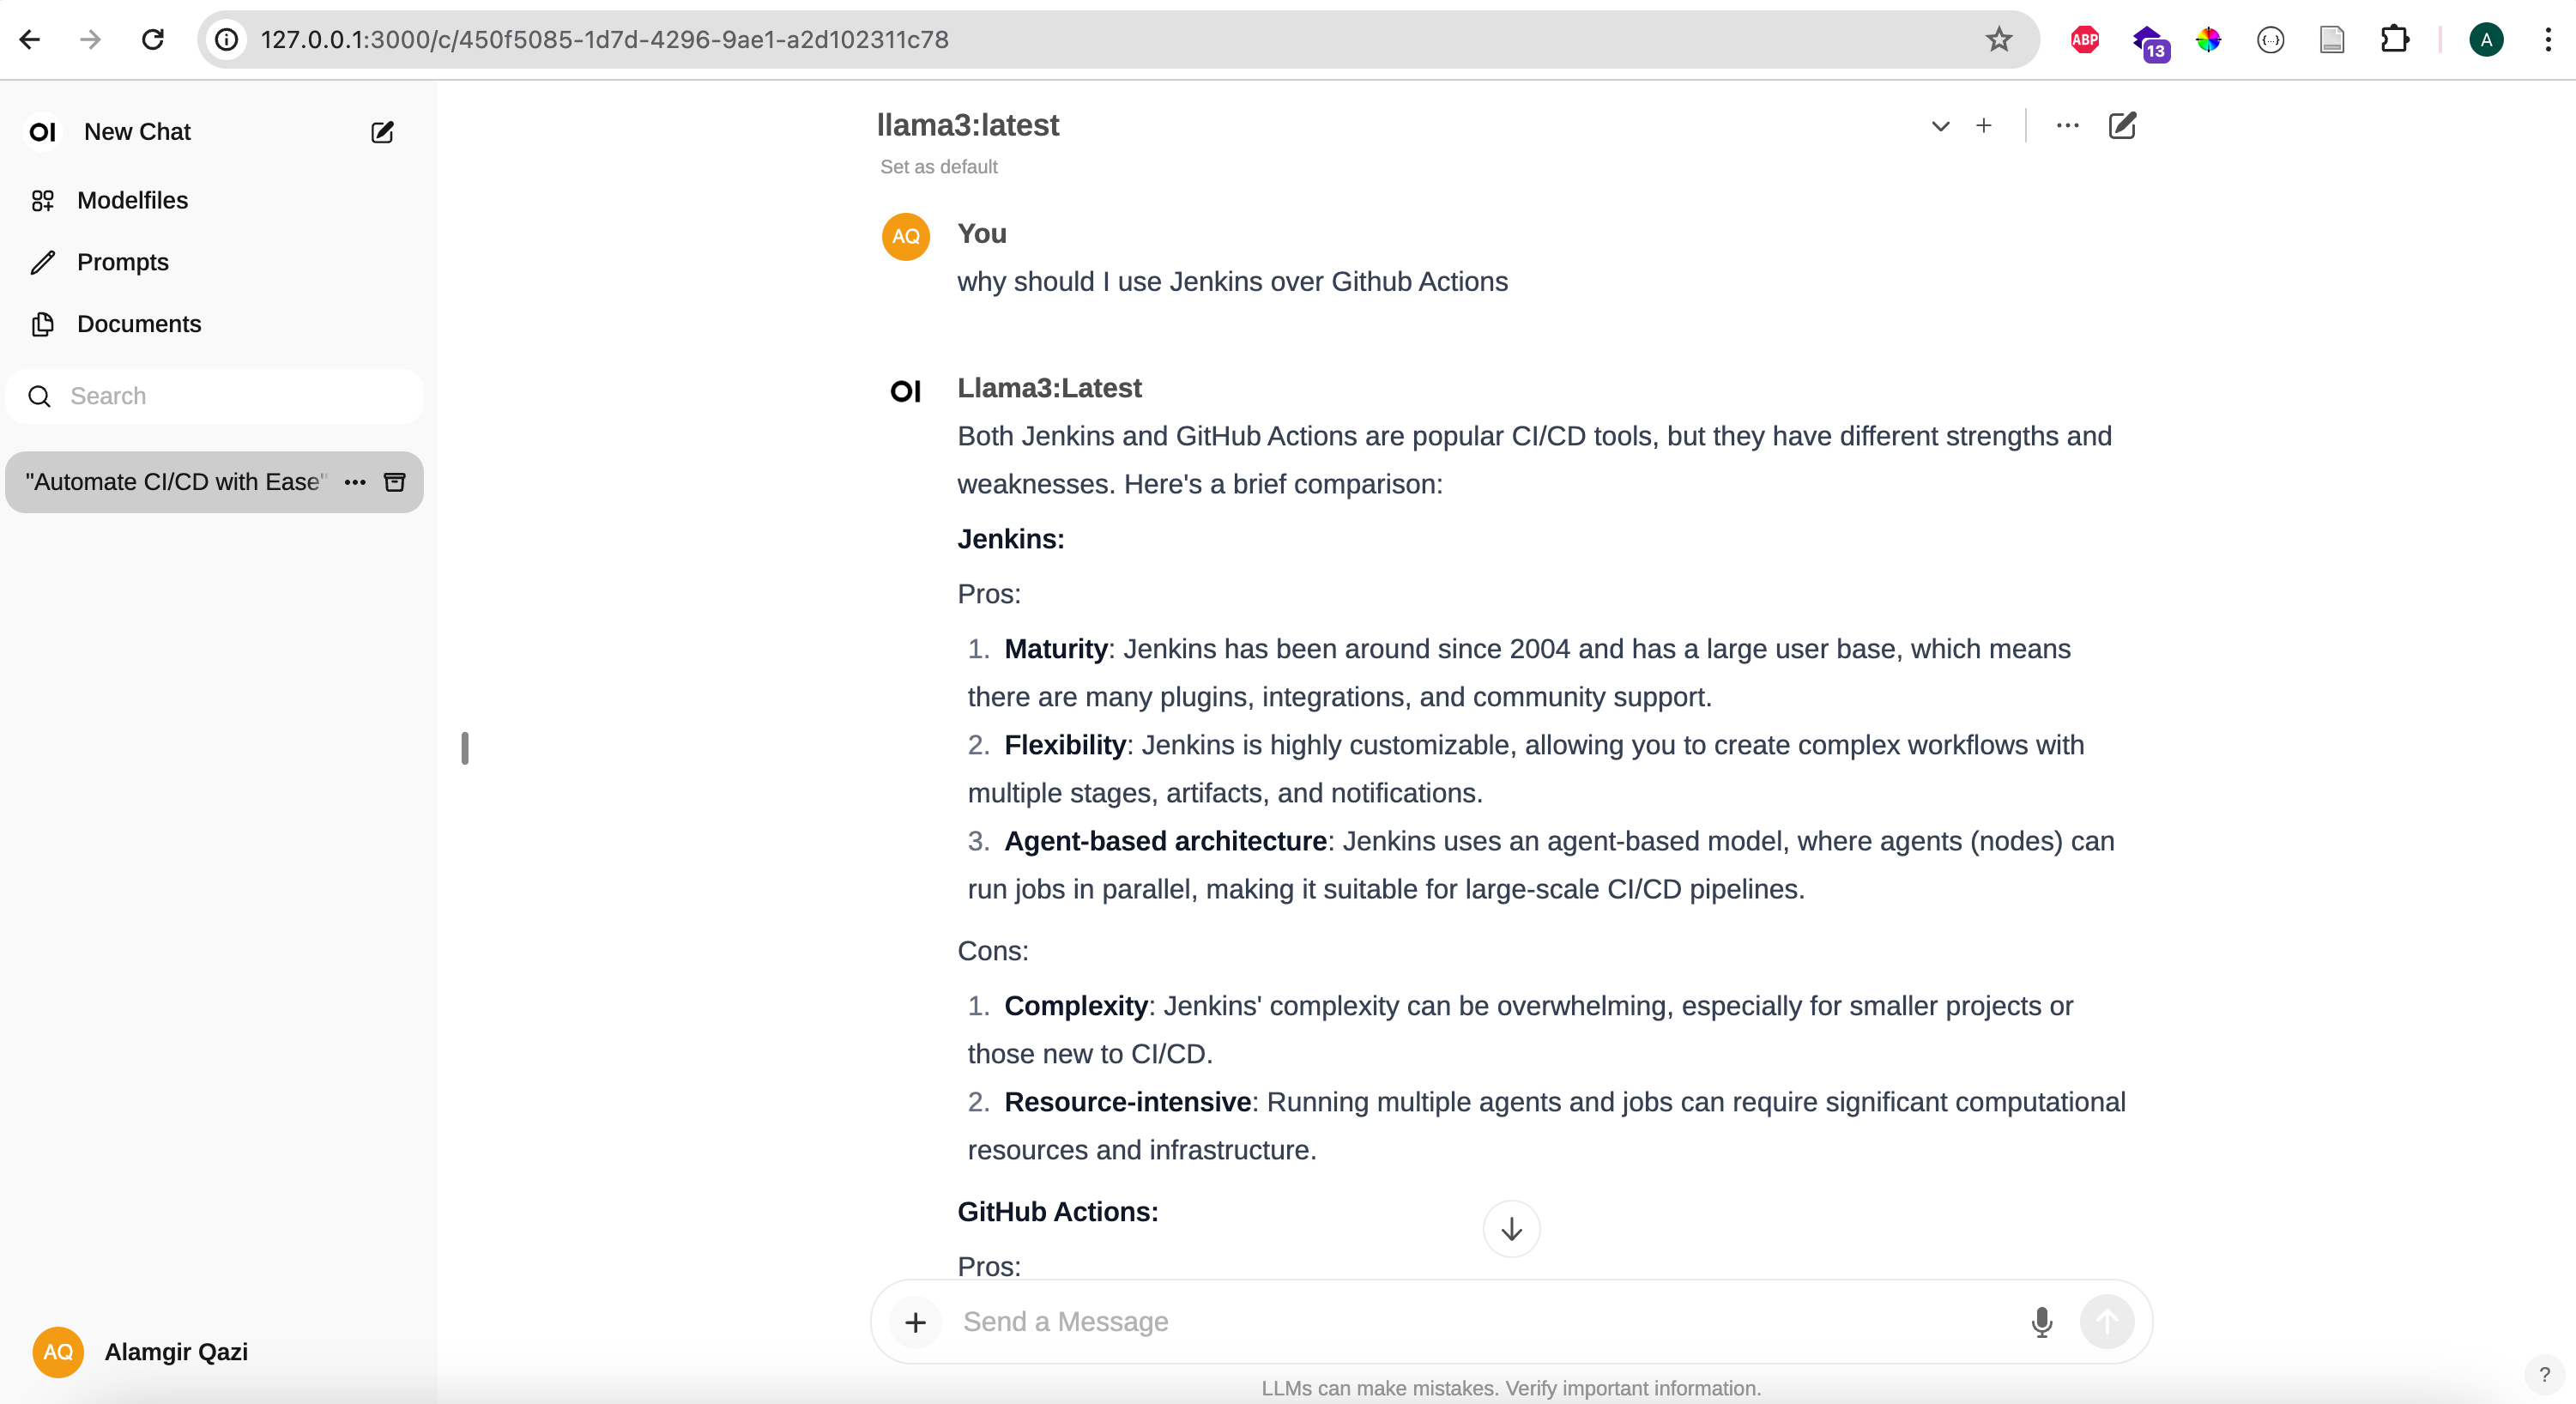 127.0.0.1:3000/c/450f5085-1d7d-4296-9ae1-a2d102311c78
ABP
13
A
OI New Chat
Modelfiles
Prompts
Documents
Search
"Automate CI/CD with Ease"
AQ Alamgir Qazi
llama3:latest
Set as default
AQ You
why should I use Jenkins over Github Actions
OI Llama3:Latest
Both Jenkins and GitHub Actions are popular CI/CD tools, but they have different strengths and
weaknesses. Here's a brief comparison:
Jenkins:
Pros:
1. Maturity: Jenkins has been around since 2004 and has a large user base, which means
there are many plugins, integrations, and community support.
2. Flexibility: Jenkins is highly customizable, allowing you to create complex workflows with
multiple stages, artifacts, and notifications.
3. Agent-based architecture: Jenkins uses an agent-based model, where agents (nodes) can
run jobs in parallel, making it suitable for large-scale CI/CD pipelines.
Cons:
1. Complexity: Jenkins' complexity can be overwhelming, especially for smaller projects or
those new to CI/CD.
2. Resource-intensive: Running multiple agents and jobs can require significant computational
resources and infrastructure.
GitHub Actions:
Pros:
Send a Message
LLMs can make mistakes. Verify important information.
?